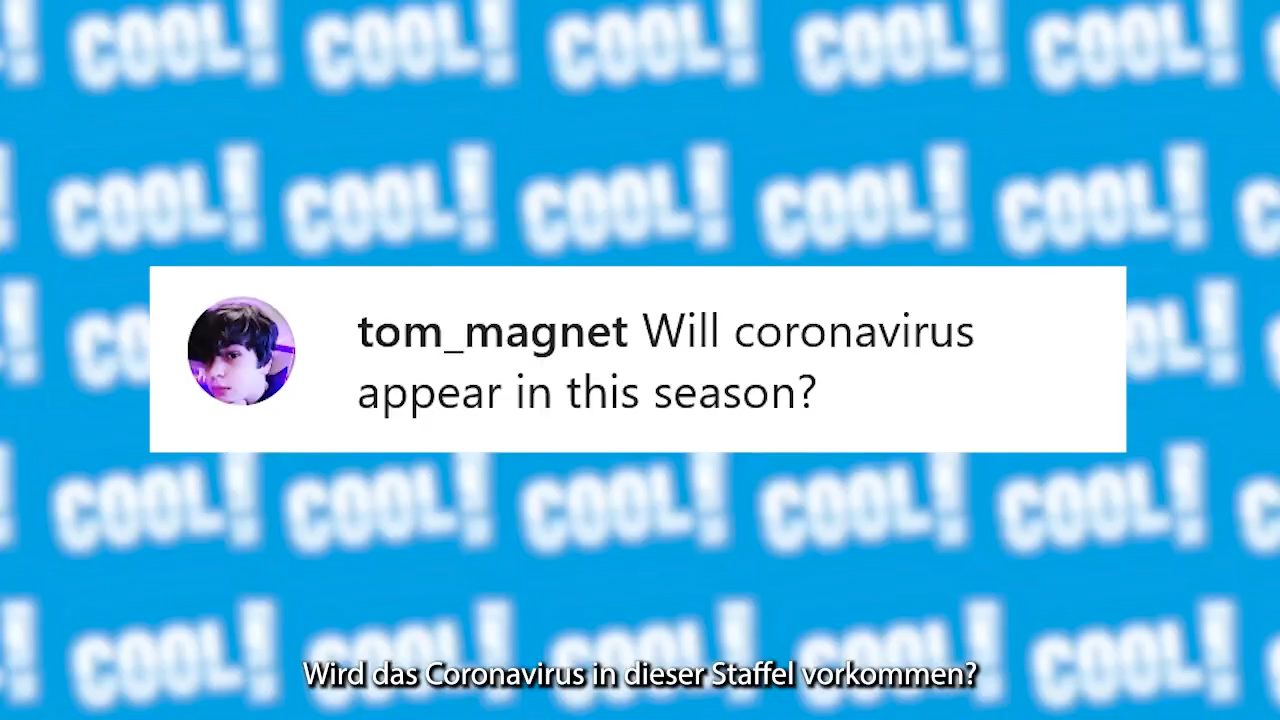 COOL! COOL! COOL! COOL! COOL!
COOL! COOL! COOL! COOL! COOL!
tom_magnet Will coronavirus
appear in this season?
COOL! COOL! COOL! COOL! COOL!
COOL! COOL! COOL! COOL! COOL!
Wird das Coronavirus in dieser Staffel vorkommen?